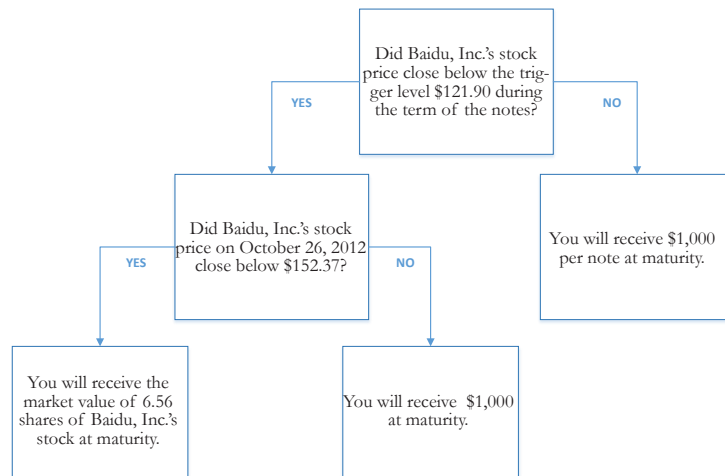 Did Baidu, Inc.'s stock
price close below the trig-
ger level $121.90 during
the term of the notes?
YES
NO
Did Baidu, Inc.'s stock
price on October 26, 2012
close below $152.37?
You will receive $1,000
per note at maturity.
YES
NO
You will receive the
market value of 6.56
shares of Baidu, Inc.'s
stock at maturity.
You will receive $1,000
at maturity.